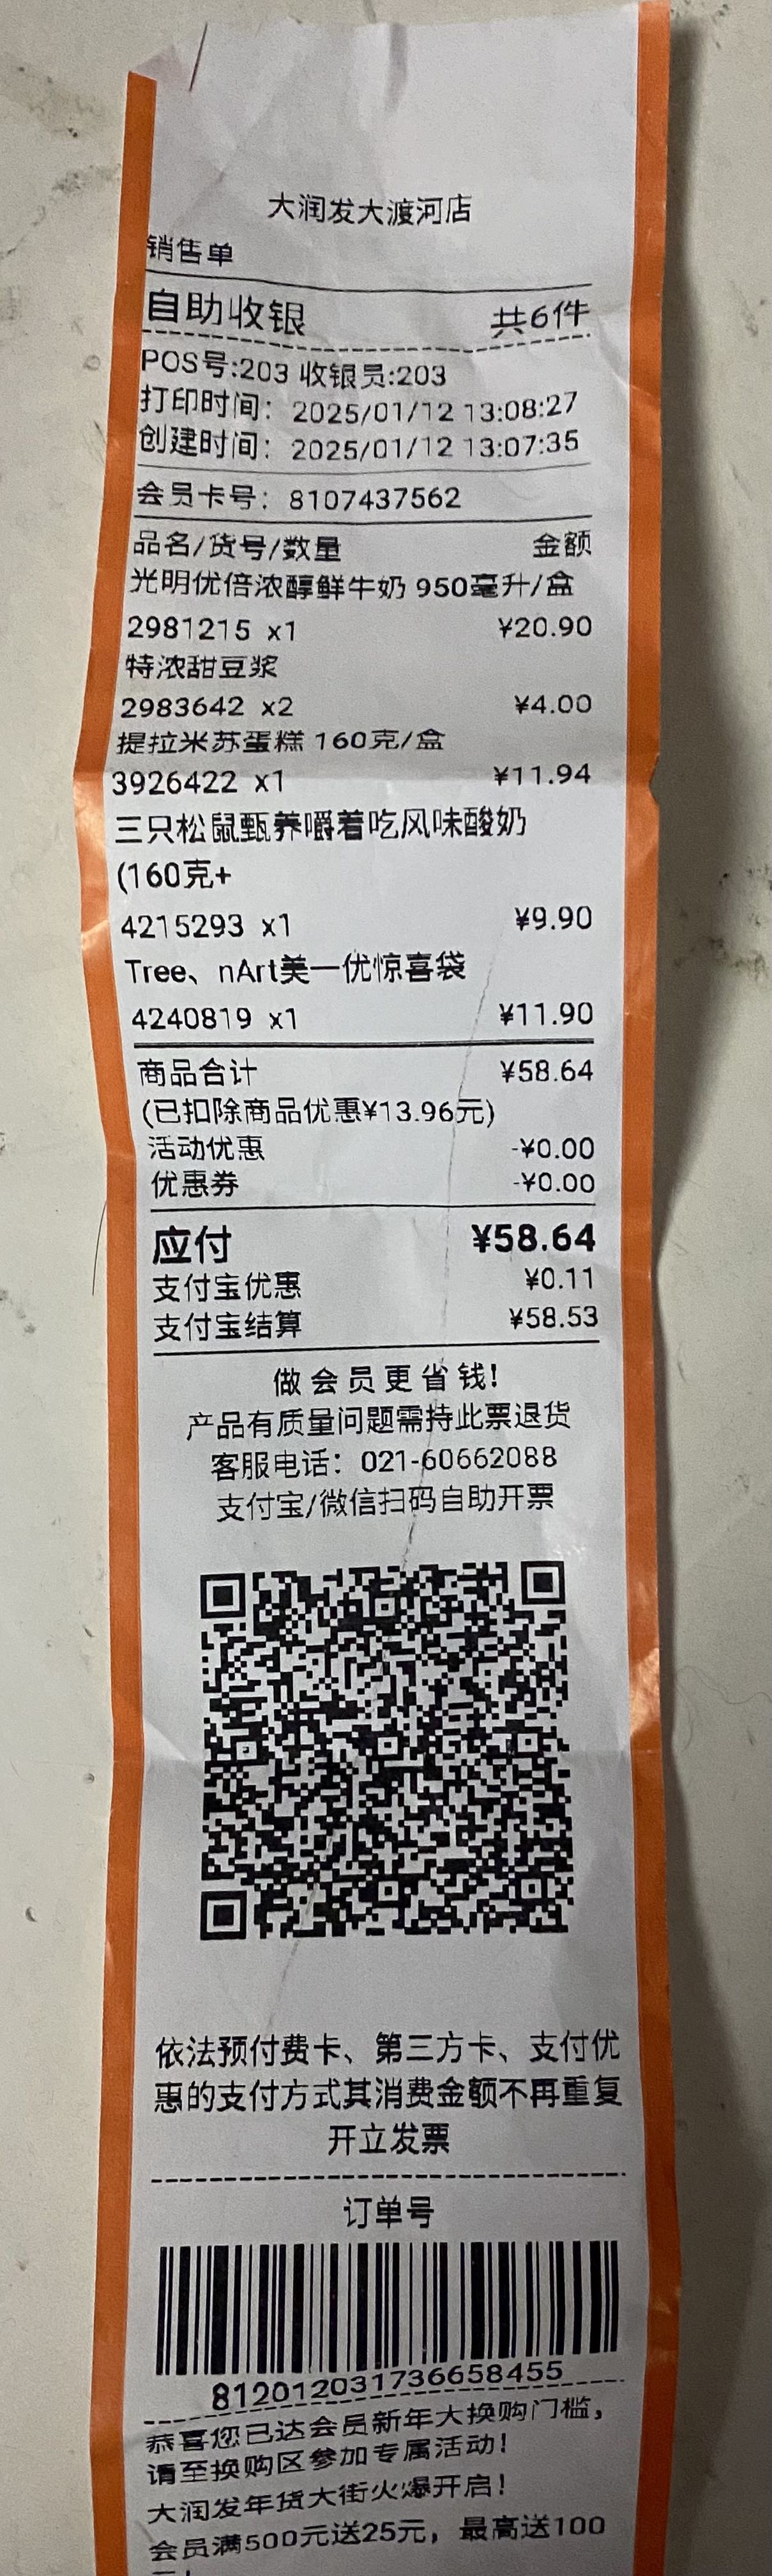 大润发大渡河店
销售单
自助收银 共6件
POS号:203 收银员:203
打印时间： 2025/01/12 13:08:27
创建时间： 2025/01/12 13:07:35
会员卡号： 8107437562
品名/货号/数量 金额
光明优倍浓醇鲜牛奶 950毫升/盒
2981215 x1 ¥20.90
特浓甜豆浆
2983642 x2 ¥4.00
提拉米苏蛋糕 160克/盒
3926422 x1 ¥11.94
三只松鼠甄养嚼着吃风味酸奶
(160克+
4215293 x1 ¥9.90
Tree、nArt美一优惊喜袋
4240819 x1 ¥11.90
商品合计 ¥58.64
(已扣除商品优惠¥13.96元)
活动优惠 -¥0.00
优惠券 -¥0.00
应付 ¥58.64
支付宝优惠 ¥0.11
支付宝结算 ¥58.53
做会员更省钱!
产品有质量问题需持此票退货
客服电话： 021-60662088
支付宝/微信扫码自助开票
依法预付费卡、第三方卡、支付优
惠的支付方式其消费金额不再重复
开立发票
订单号
812012031736658455
恭喜您已达会员新年大换购门槛，
请至换购区参加专属活动！
大润发年货大街火爆开启！
会员满500元送25元，最高送100